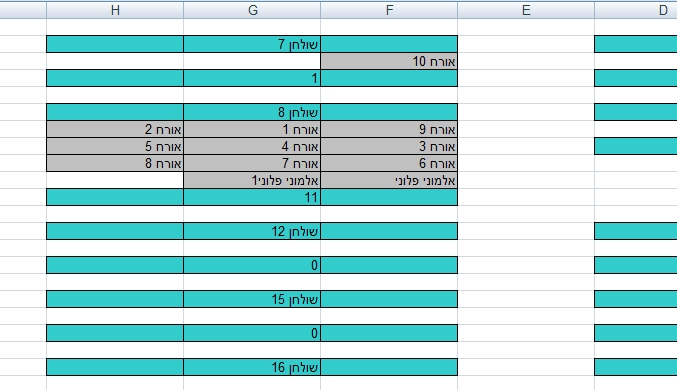 D E F G H
שולחן 7
אורח 10
1
שולחן 8
אורח 9 אורח 1 אורח 2
אורח 3 אורח 4 אורח 5
אורח 6 אורח 7 אורח 8
אלמוני פלוני אלמוני פלוני1
11
שולחן 12
0
שולחן 15
0
שולחן 16